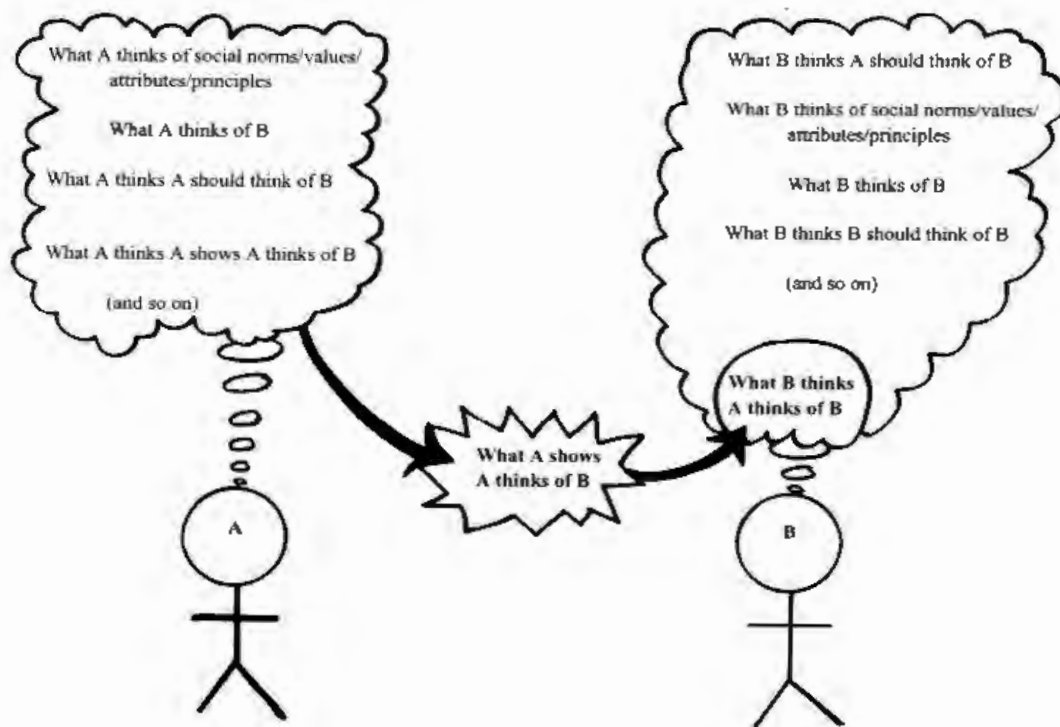 What A thinks of social norms/values/
attributes/principles
What A thinks of B
What A thinks A should think of B
What A thinks A shows A thinks of B
(and so on)
What B thinks A should think of B
What B thinks of social norms/values/
attributes/principles
What B thinks of B
What B thinks B should think of B
(and so on)
What B thinks
A thinks of B
What A shows
A thinks of B
A
B